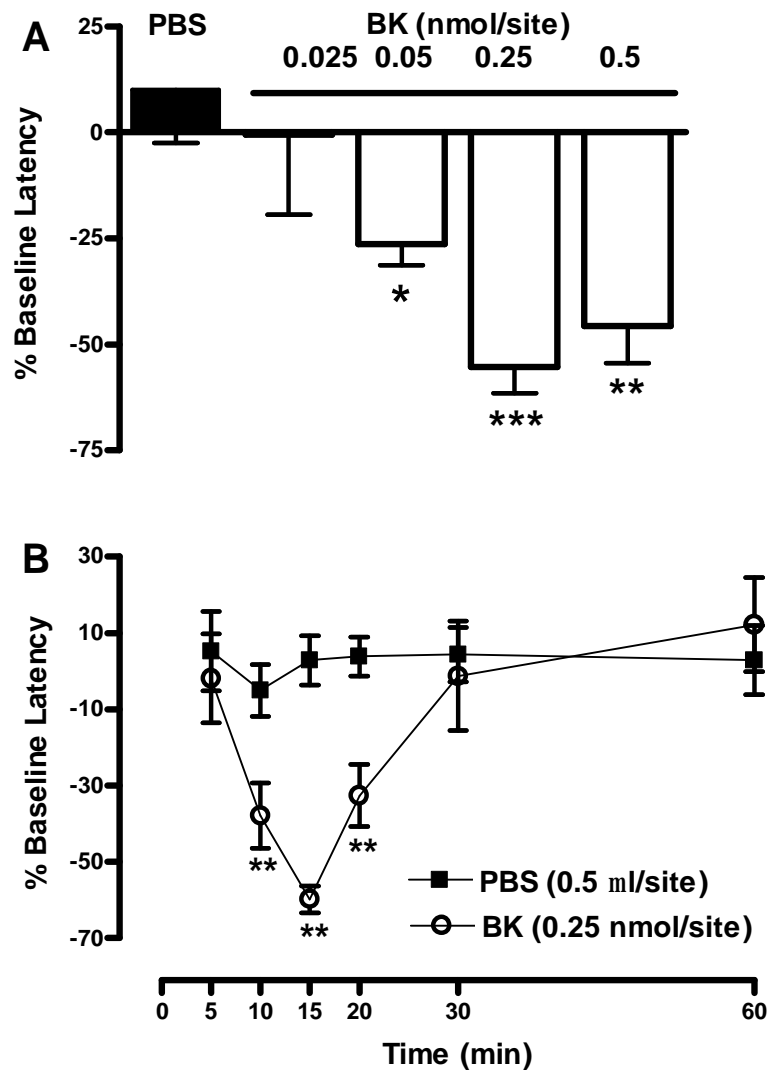 A
PBS
BK (nmol/site)
0.025 0.05 0.25 0.5
25
0
-25
-50
-75
% Baseline Latency
*
***
**
B
30
10
-10
-30
-50
-70
% Baseline Latency
**
**
**
PBS (0.5 ml/site)
BK (0.25 nmol/site)
0 5 10 15 20 30 60
Time (min)